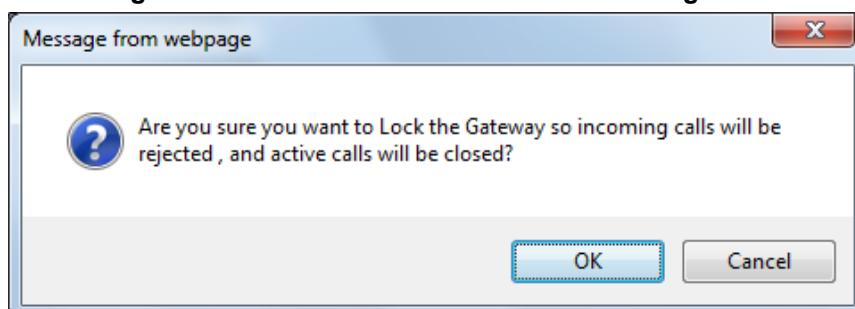 Message from webpage
Are you sure you want to Lock the Gateway so incoming calls will be
rejected , and active calls will be closed?
OK
Cancel